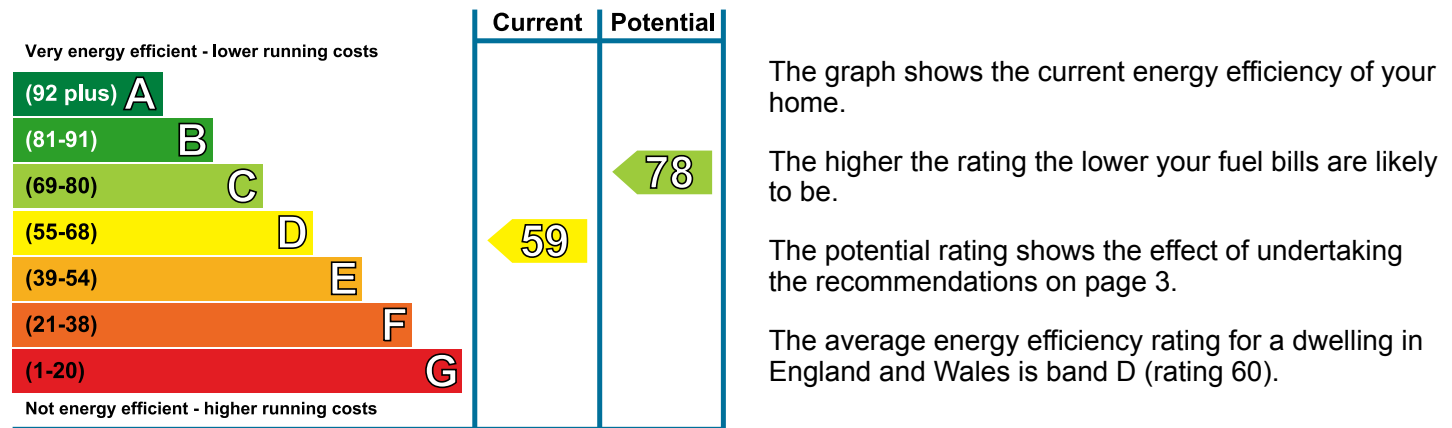 Current Potential
Very energy efficient - lower running costs
(92 plus) A
(81-91) B
(69-80) C
78
(55-68) D
59
(39-54) E
(21-38) F
(1-20) G
Not energy efficient - higher running costs
The graph shows the current energy efficiency of your
home.
The higher the rating the lower your fuel bills are likely
to be.
The potential rating shows the effect of undertaking
the recommendations on page 3.
The average energy efficiency rating for a dwelling in
England and Wales is band D (rating 60).